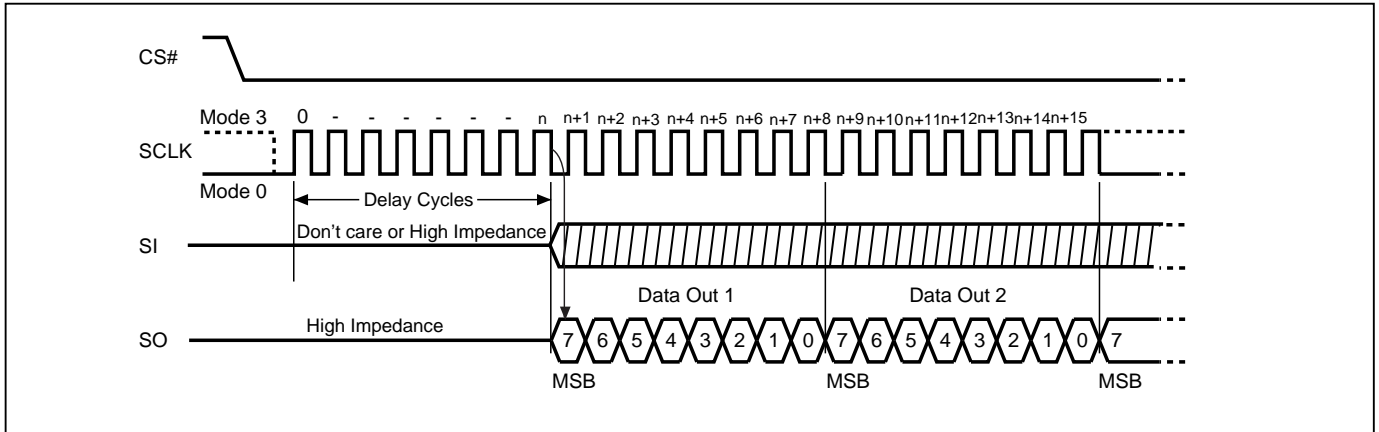 CS#
Mode 3
0 - - - - - - n n+1 n+2 n+3 n+4 n+5 n+6 n+7 n+8 n+9 n+10 n+11 n+12 n+13 n+14 n+15
SCLK
Mode 0
Delay Cycles
Don't care or High Impedance
SI
Data Out 1 Data Out 2
High Impedance
SO
7 6 5 4 3 2 1 0 7 6 5 4 3 2 1 0 7
MSB MSB MSB